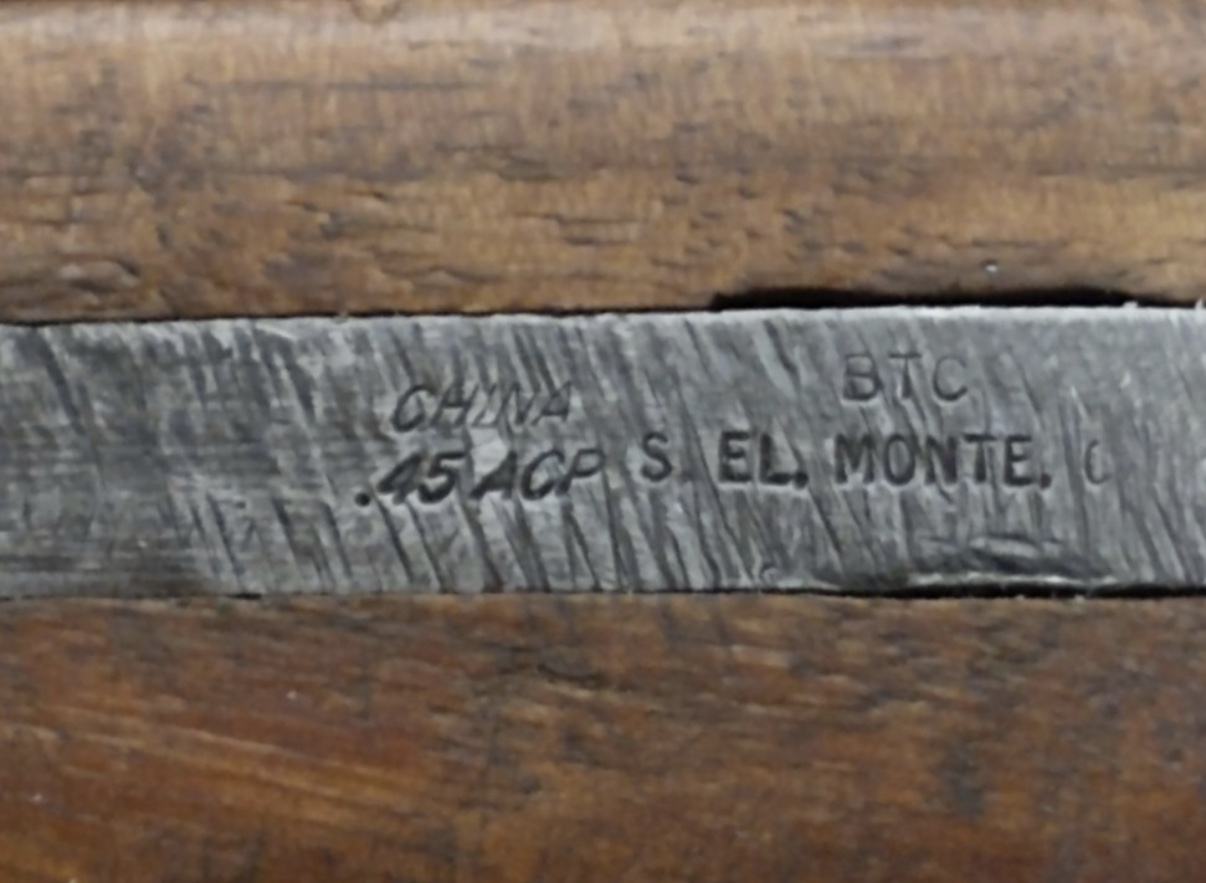 CHINA
.45 ACP
BTC
S. EL. MONTE. C